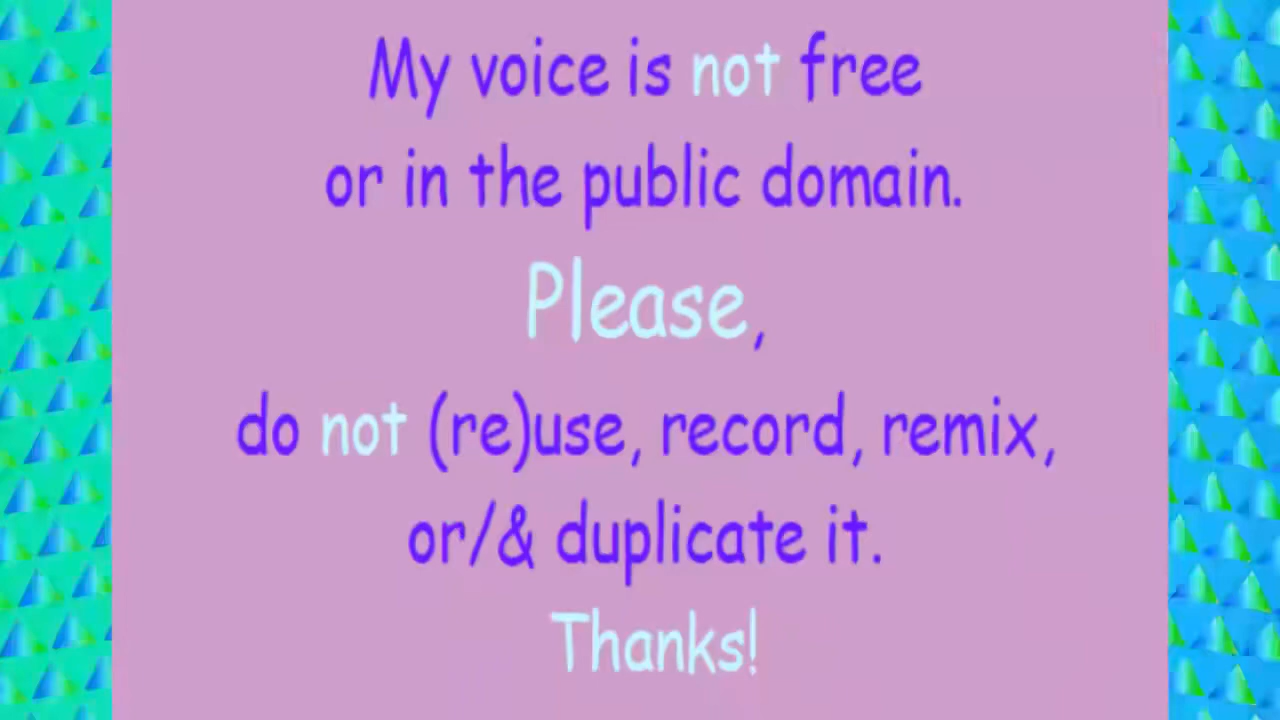 My voice is not free
or in the public domain.
Please,
do not (re)use, record, remix,
or/& duplicate it.
Thanks!